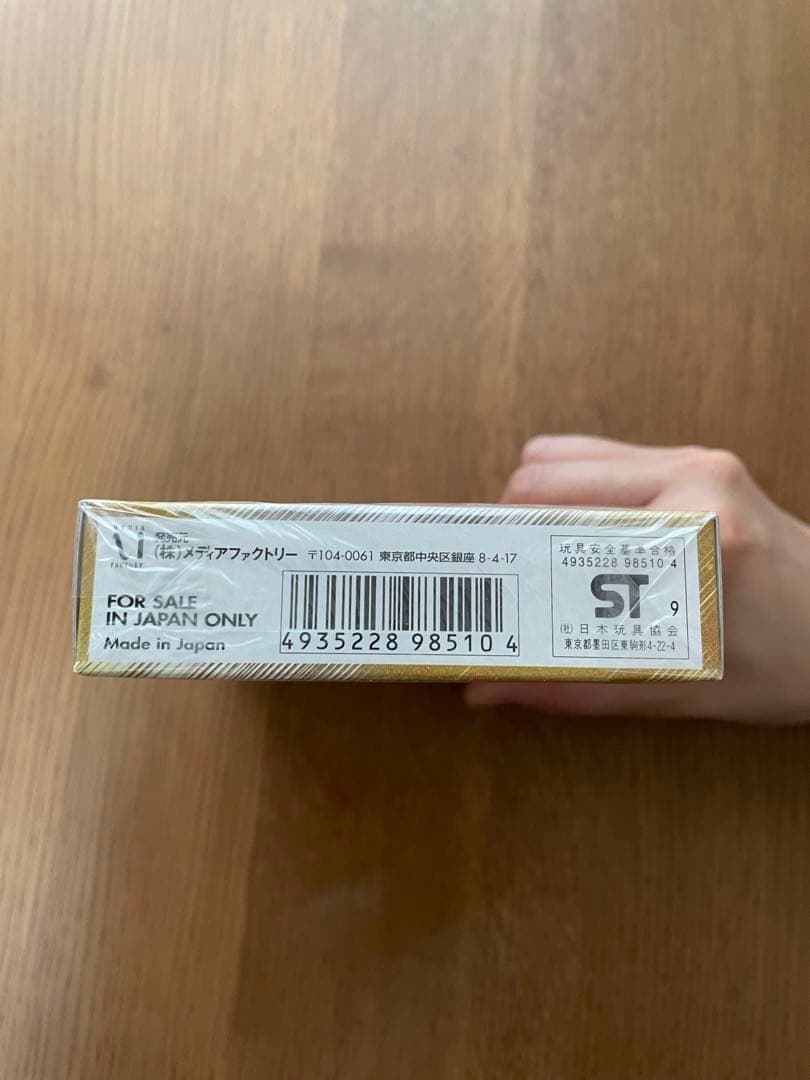 MEDIA
FACTORY
発売元
(株)メディアファクトリー 〒104-0061 東京都中央区銀座 8-4-17
FOR SALE
IN JAPAN ONLY
Made in Japan
4935228 98510 4
玩具安全基準合格
4935228 98510 4
ST 9
(社)日本玩具協会
東京都墨田区東駒形4-22-4